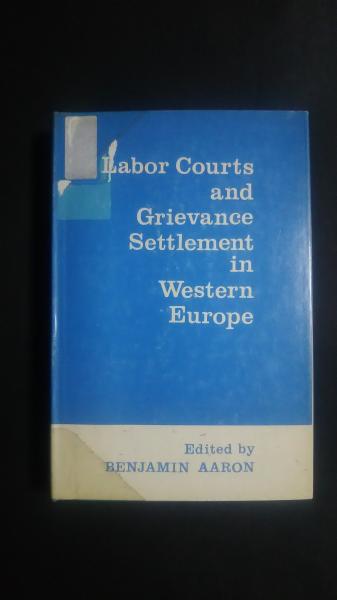 Labor Courts
and
Grievance
Settlement
in
Western
Europe
Edited by
BENJAMIN AARON